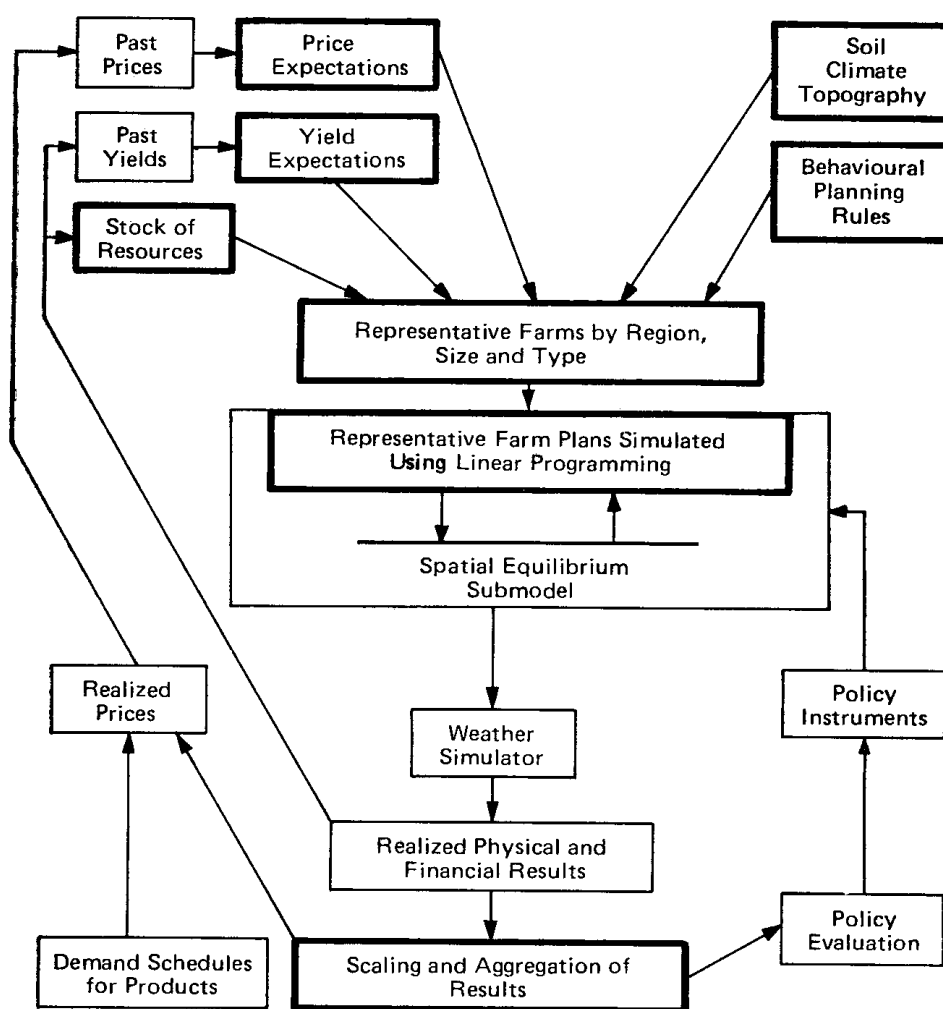 Past
Prices
Price
Expectations
Soil
Climate
Topography
Past
Yields
Yield
Expectations
Behavioural
Planning
Rules
Stock of
Resources
Representative Farms by Region,
Size and Type
Representative Farm Plans Simulated
Using Linear Programming
Spatial Equilibrium
Submodel
Realized
Prices
Policy
Instruments
Weather
Simulator
Realized Physical and
Financial Results
Demand Schedules
for Products
Scaling and Aggregation of
Results
Policy
Evaluation